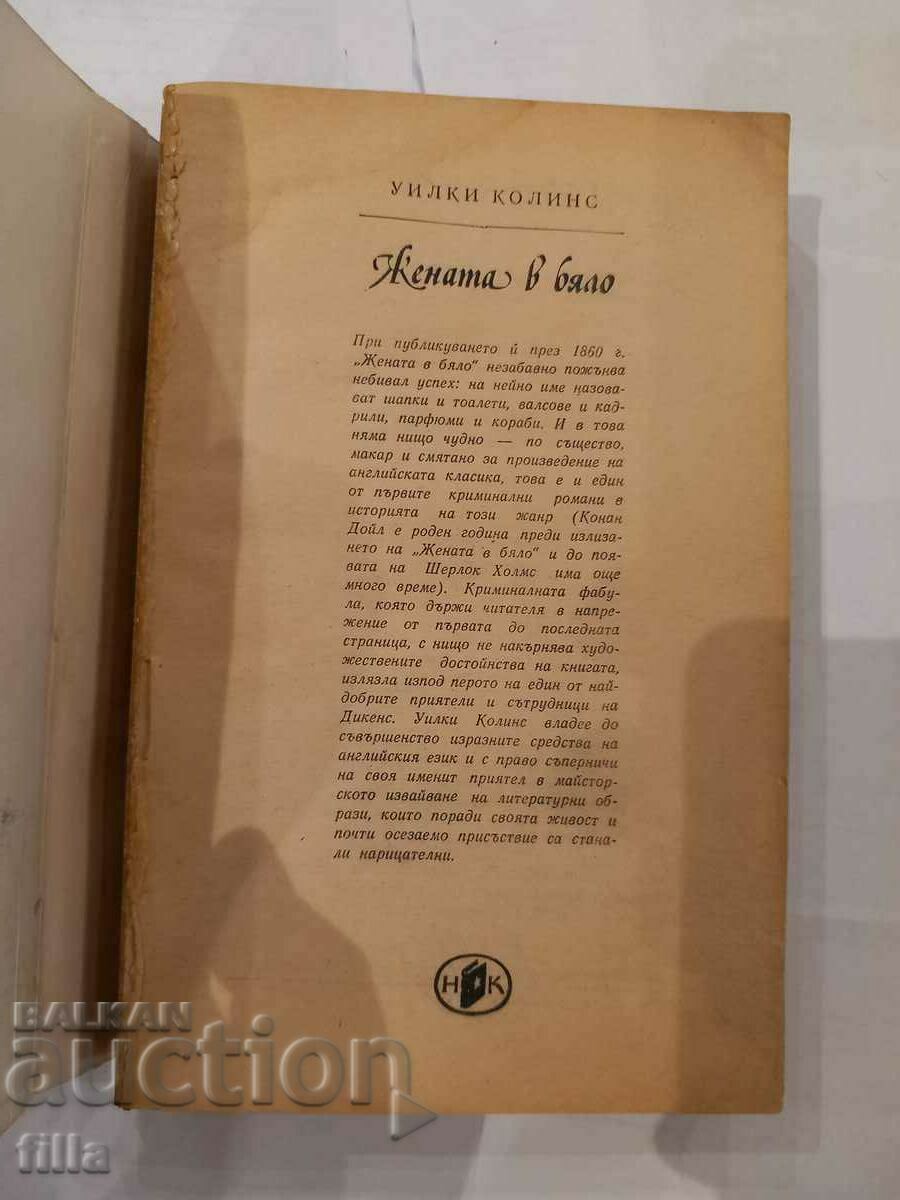 УИЛКИ КОЛИНС
Жената в бяло
При публикуването ѝ през 1860 г.
„Жената в бяло“ незабавно пожънва
небивал успех: на нейно име назова-
ват шапки и тоалети, валсове и кад-
рили, парфюми и кораби. И в това
няма нищо чудно — по същество,
макар и смятано за произведение на
английската класика, това е и един
от първите криминални романи в
историята на този жанр (Конан
Дойл е роден година преди излиза-
нето на „Жената в бяло“ и до поя-
вата на Шерлок Холмс има още
много време). Криминалната фабу-
ла, която държи читателя в напре-
жение от първата до последната
страница, с нищо не накърнява худо-
жествените достойнства на книгата,
излязла изпод перото на един от най-
добрите приятели и сътрудници на
Дикенс. Уилки Колинс владее до
съвършенство изразните средства на
английския език и с право съперничи
на своя именит приятел в майстор-
ското извайване на литературни об-
рази, които поради своята живост и
почти осезаемо присъствие са стана-
ли нарицателни.
Н К
BALKAN
auction
filla